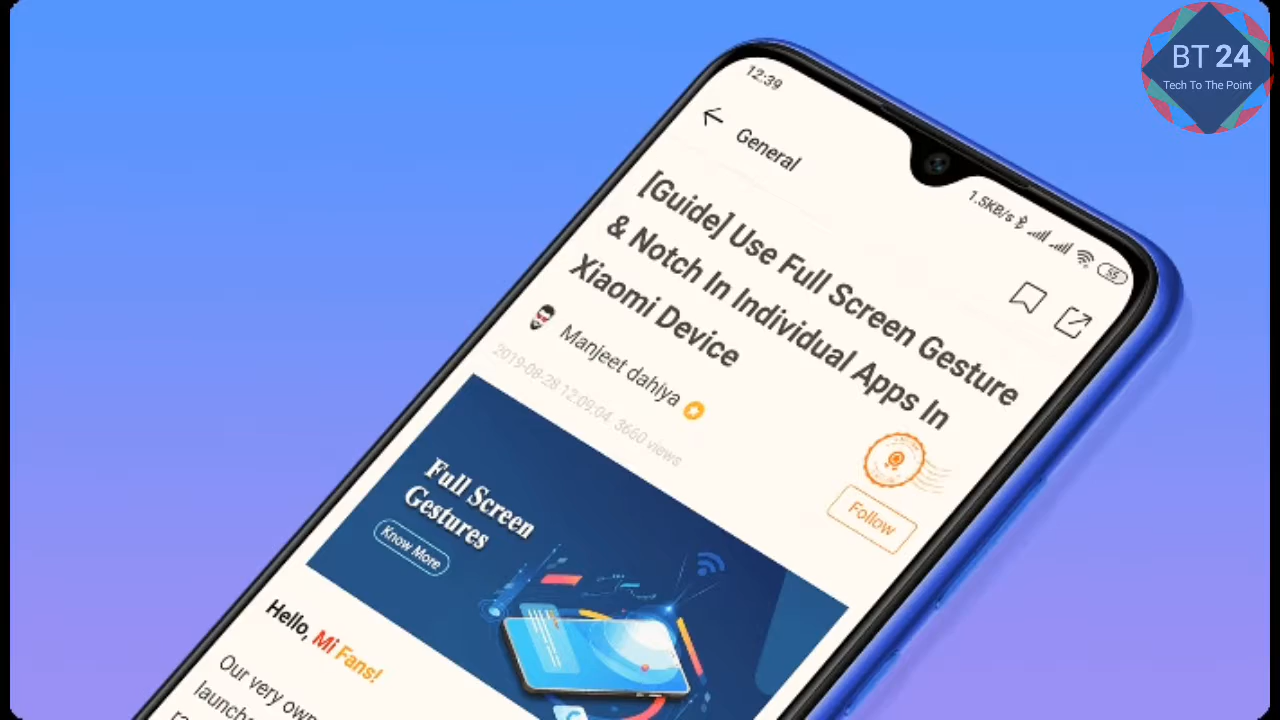 BT 24
Tech To The Point
12:39
1.5KB/s
55
General
[Guide] Use Full Screen Gesture
& Notch In Individual Apps In
Xiaomi Device
Manjeet dahiya
2019-08-28 12:09:04 3660 views
Follow
Full Screen
Gestures
Know More
Hello, Mi Fans!
Our very own
launche